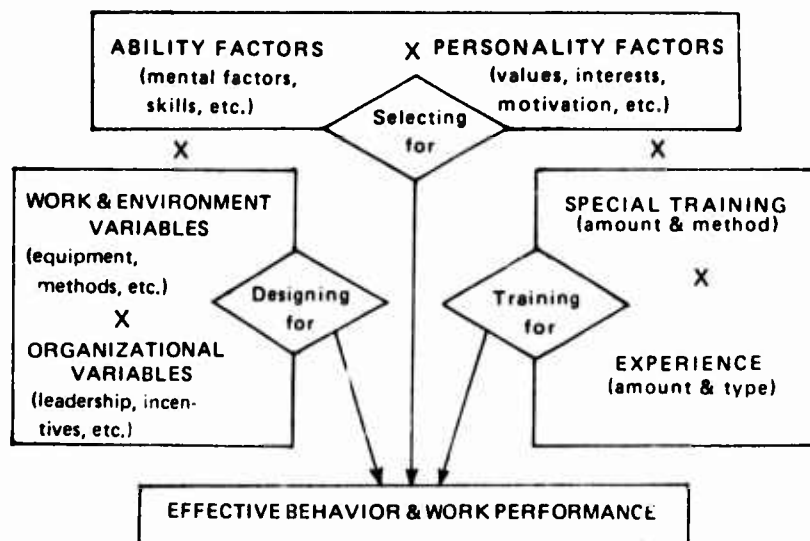 ABILITY FACTORS
(mental factors,
skills, etc.)
X
PERSONALITY FACTORS
(values, interests,
motivation, etc.)
Selecting
for
X
X
WORK & ENVIRONMENT
VARIABLES
(equipment,
methods, etc.)
X
ORGANIZATIONAL
VARIABLES
(leadership, incen-
tives, etc.)
Designing
for
SPECIAL TRAINING
(amount & method)
X
EXPERIENCE
(amount & type)
Training
for
EFFECTIVE BEHAVIOR & WORK PERFORMANCE